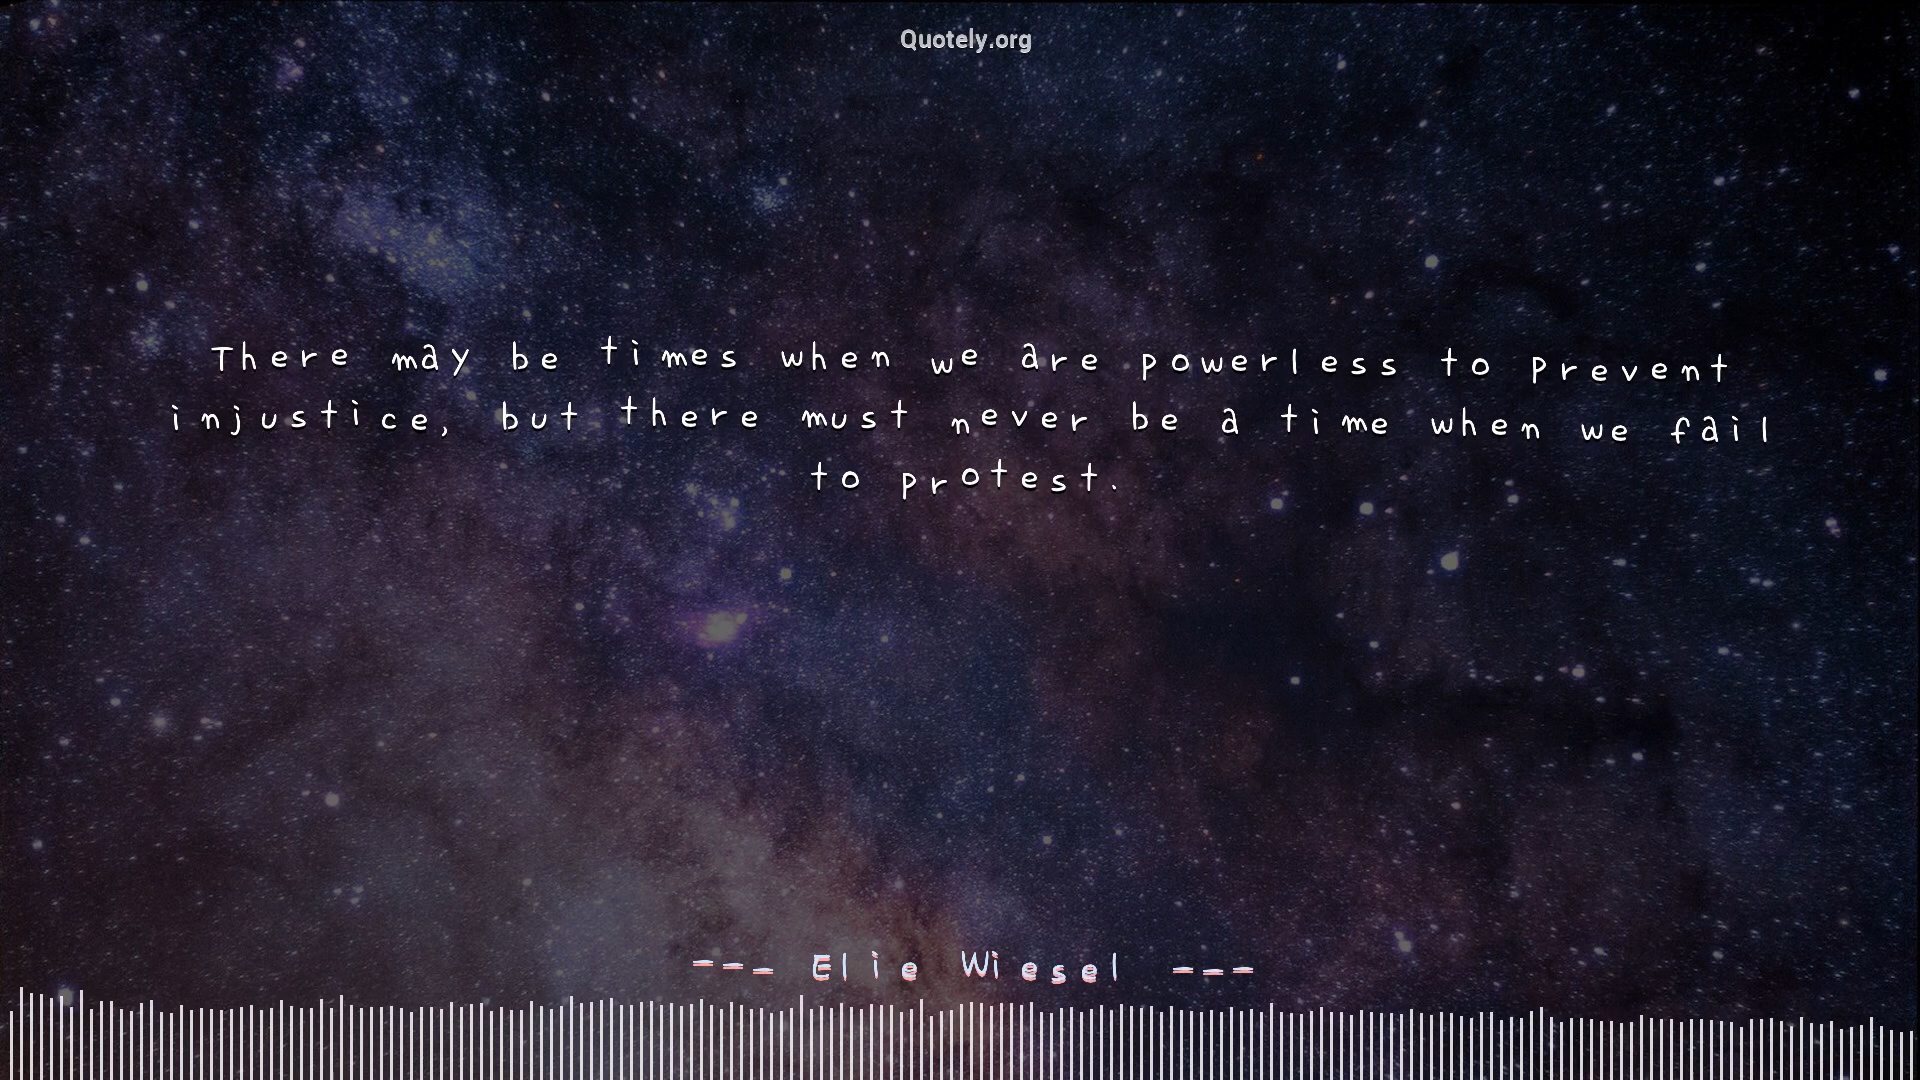 Quotely.org
There may be times when we are powerless to prevent
injustice, but there must never be a time when we fail
to protest.
--- Elie Wiesel ---